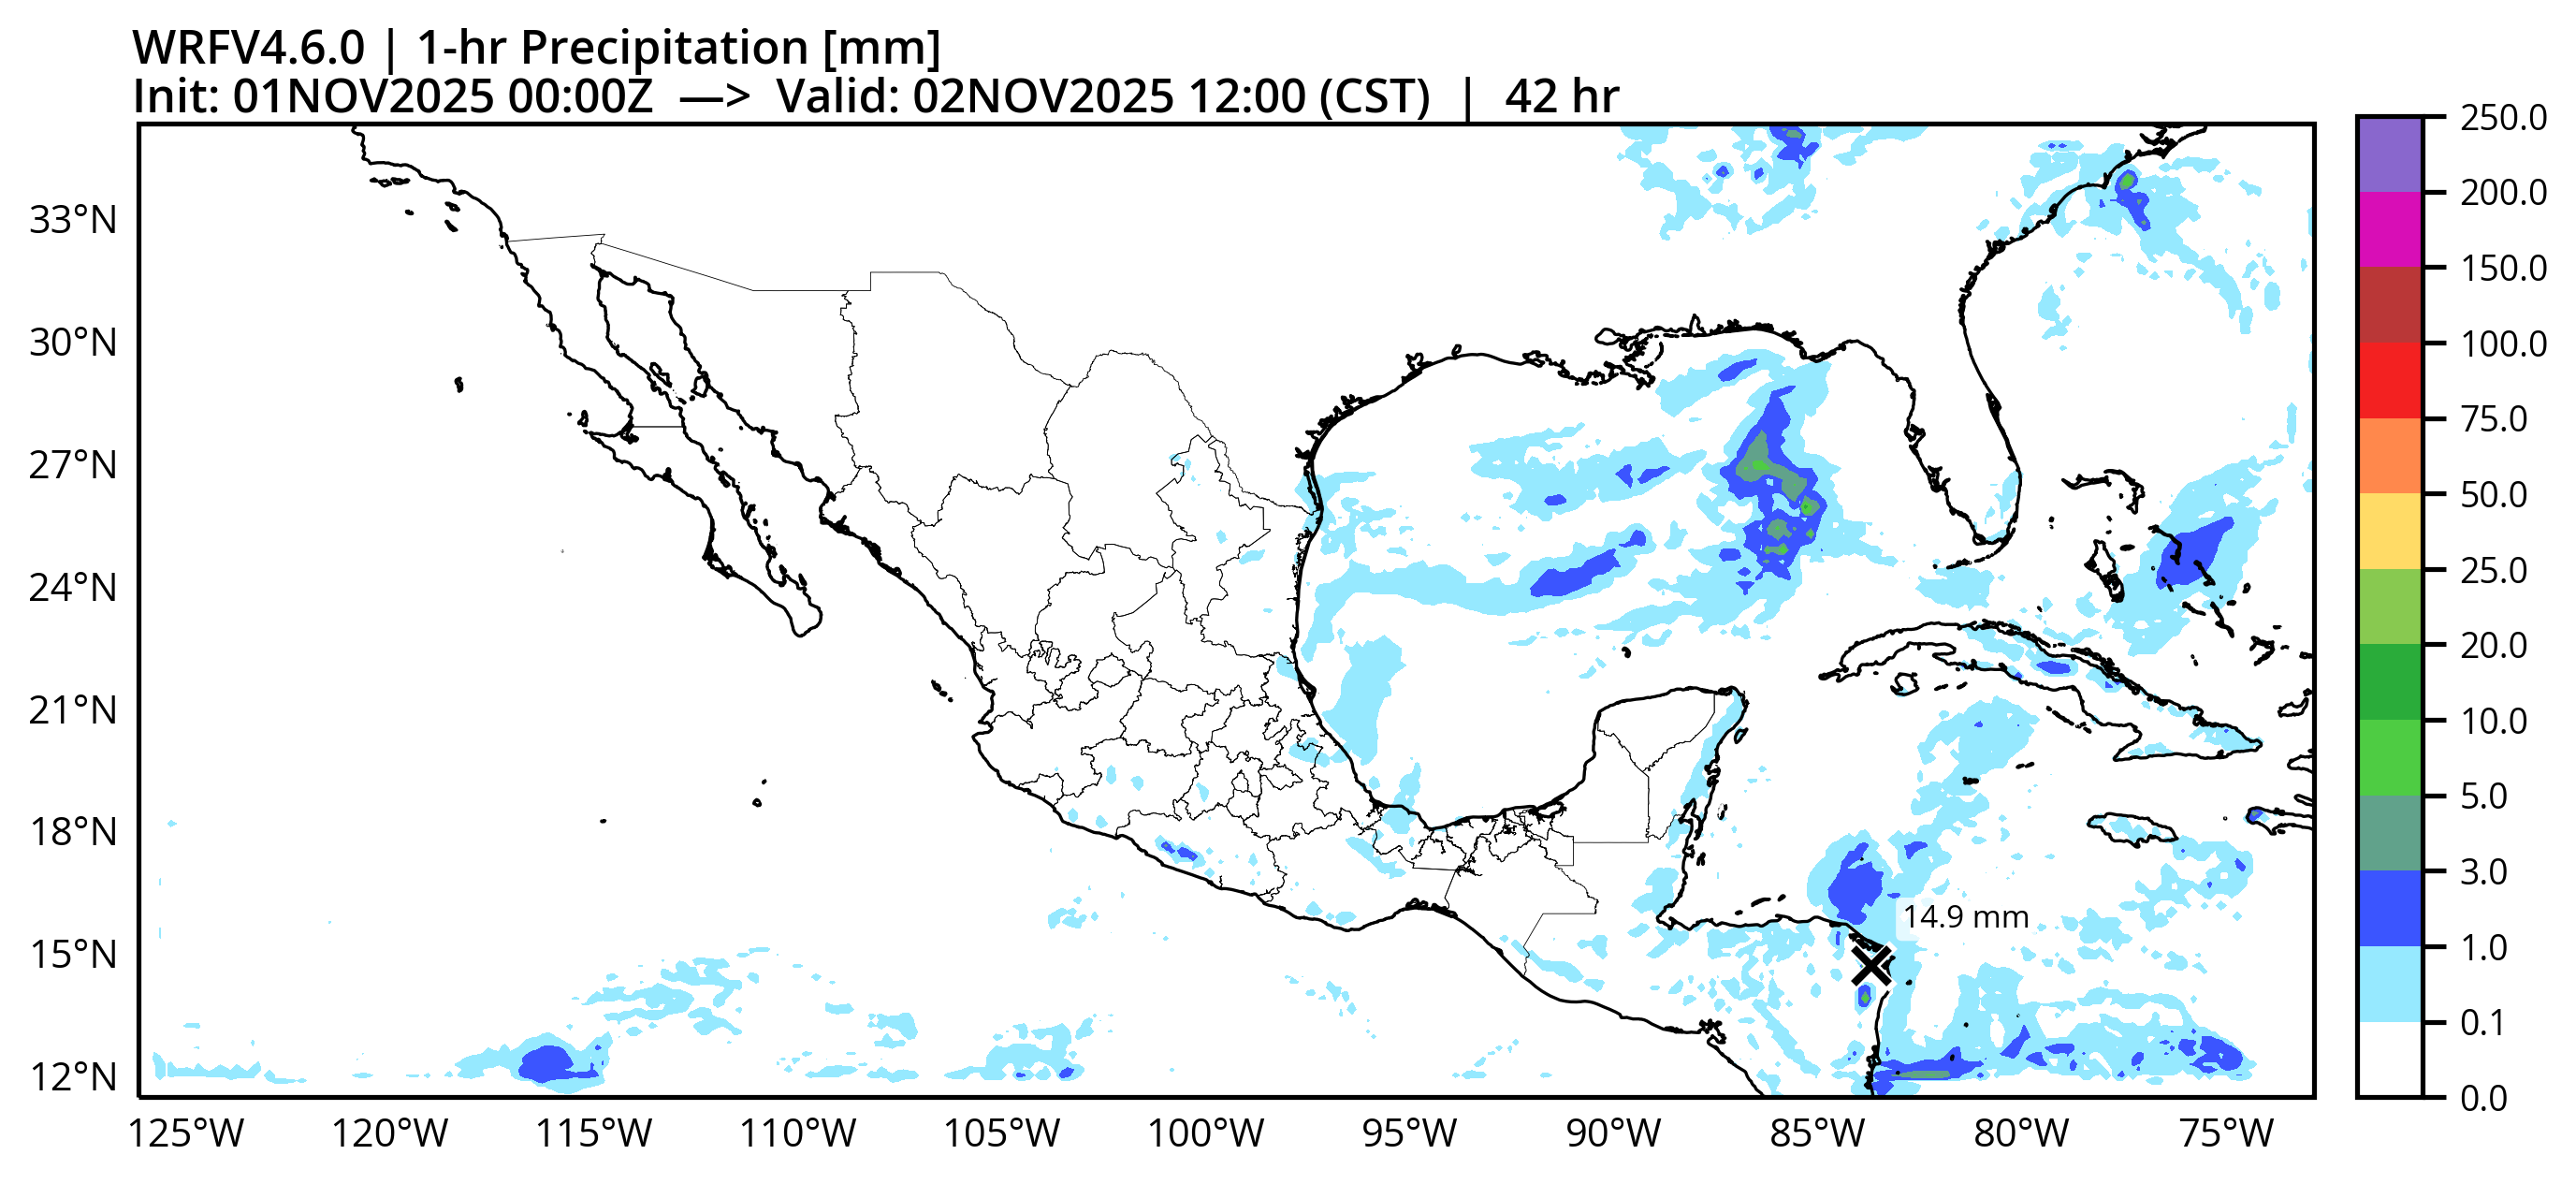 WRFV4.6.0 | 1-hr Precipitation [mm]
Init: 01NOV2025 00:00Z —> Valid: 02NOV2025 12:00 (CST) | 42 hr
250.0
200.0
150.0
100.0
75.0
50.0
25.0
20.0
10.0
5.0
3.0
1.0
0.1
0.0
33°N
30°N
27°N
24°N
21°N
18°N
15°N
12°N
14.9 mm
125°W 120°W 115°W 110°W 105°W 100°W 95°W 90°W 85°W 80°W 75°W